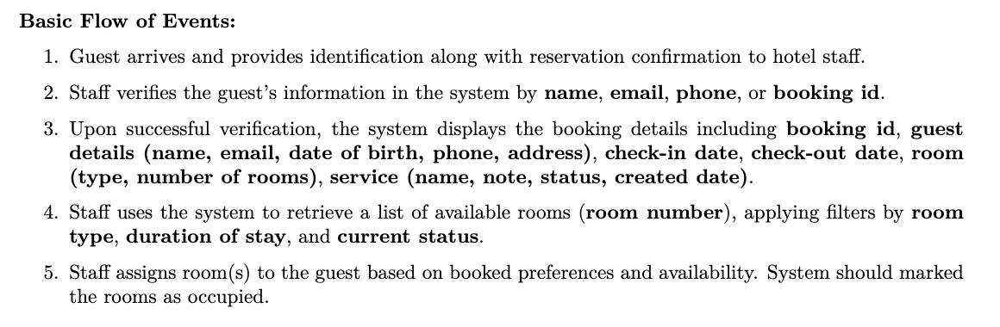 Basic Flow of Events:
1. Guest arrives and provides identification along with reservation confirmation to hotel staff.
2. Staff verifies the guest's information in the system by name, email, phone, or booking id.
3. Upon successful verification, the system displays the booking details including booking id, guest
details (name, email, date of birth, phone, address), check-in date, check-out date, room
(type, number of rooms), service (name, note, status, created date).
4. Staff uses the system to retrieve a list of available rooms (room number), applying filters by room
type, duration of stay, and current status.
5. Staff assigns room(s) to the guest based on booked preferences and availability. System should marked
the rooms as occupied.